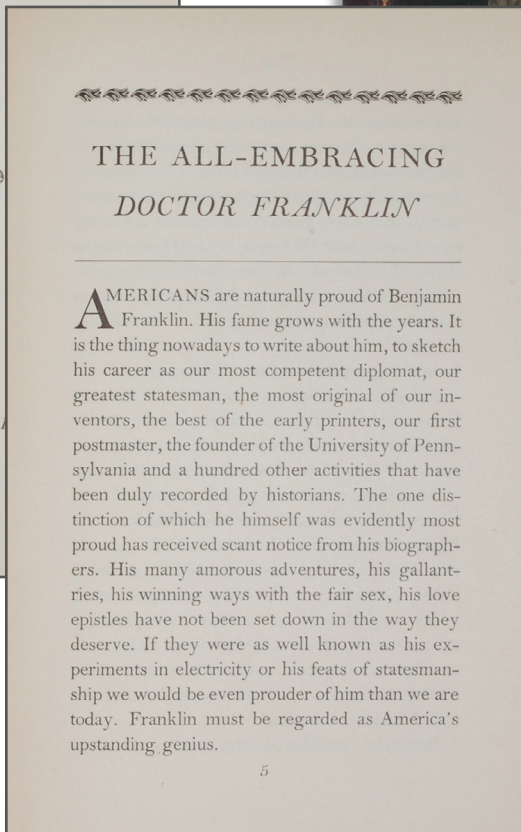 THE ALL-EMBRACING
DOCTOR FRANKLIN
AMERICANS are naturally proud of Benjamin
Franklin. His fame grows with the years. It
is the thing nowadays to write about him, to sketch
his career as our most competent diplomat, our
greatest statesman, the most original of our in-
ventors, the best of the early printers, our first
postmaster, the founder of the University of Penn-
sylvania and a hundred other activities that have
been duly recorded by historians. The one dis-
tinction of which he himself was evidently most
proud has received scant notice from his biograph-
ers. His many amorous adventures, his gallant-
ries, his winning ways with the fair sex, his love
epistles have not been set down in the way they
deserve. If they were as well known as his ex-
periments in electricity or his feats of statesman-
ship we would be even prouder of him than we are
today. Franklin must be regarded as America's
upstanding genius.
5